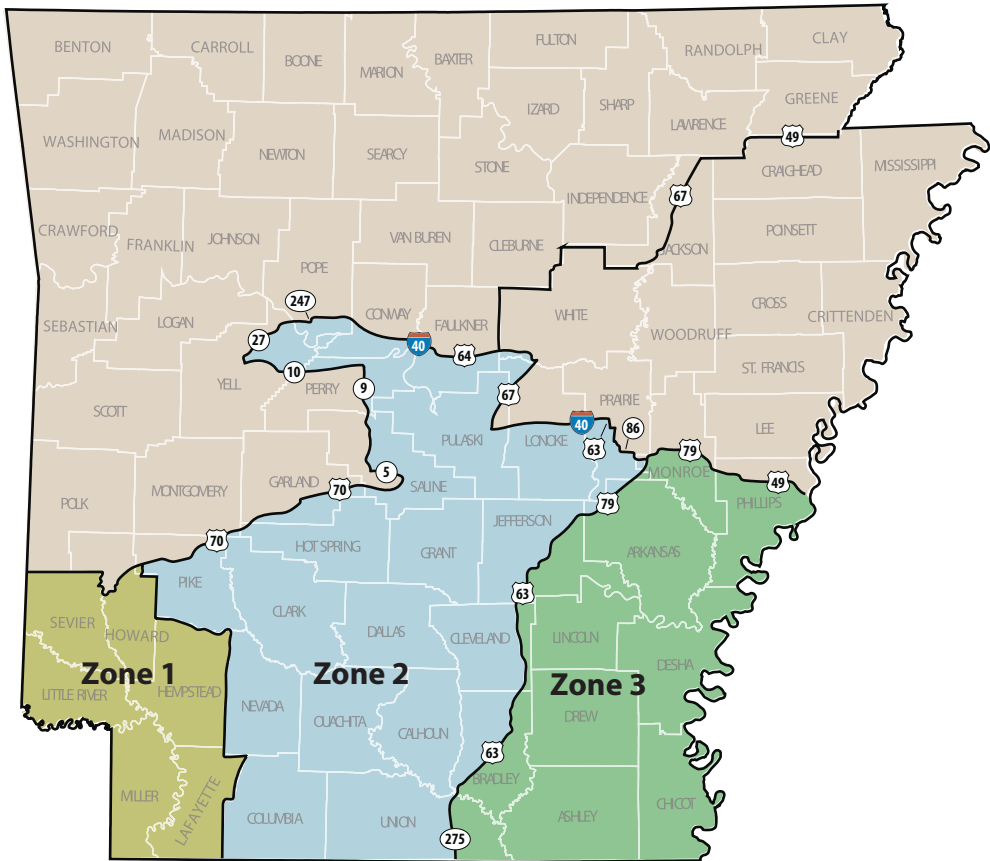 BENTON
CARROLL
BOONE
MARION
BAXTER
FULTON
RANDOLPH
CLAY
GREENE
IZARD
SHARP
LAWRENCE
49
WASHINGTON
MADISON
NEWTON
SEARCY
STONE
CRAIGHEAD
MISSISSIPPI
INDEPENDENCE
67
CRAWFORD
FRANKLIN
JOHNSON
VAN BUREN
CLEBURNE
JACKSON
POINSETT
POPE
247
CONWAY
FAULKNER
WHITE
CROSS
CRITTENDEN
SEBASTIAN
LOGAN
27
40
64
WOODRUFF
ST. FRANCIS
10
YELL
PERRY
9
67
PRAIRIE
SCOTT
40
86
LEE
PULASKI
LONOKE
63
79
5
GARLAND
70
SALINE
MONROE
49
POLK
MONTGOMERY
79
PHILLIPS
70
HOT SPRING
GRANT
JEFFERSON
ARKANSAS
PIKE
63
CLARK
SEVIER
HOWARD
DALLAS
CLEVELAND
LINCOLN
DESHA
Zone 1
Zone 2
Zone 3
LITTLE RIVER
HEMPSTEAD
NEVADA
OUACHITA
CALHOUN
DREW
63
BRADLEY
MILLER
LAFAYETTE
COLUMBIA
UNION
ASHLEY
CHICOT
275